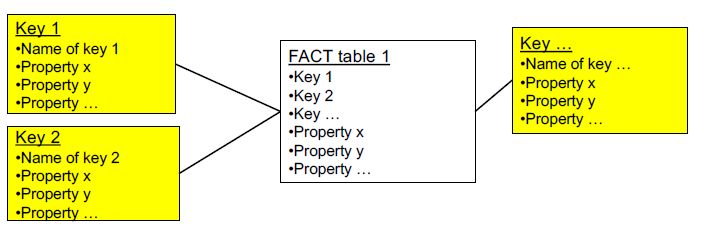 Key 1
•Name of key 1
•Property x
•Property y
•Property …
Key 2
•Name of key 2
•Property x
•Property y
•Property …
FACT table 1
•Key 1
•Key 2
•Key …
•Property x
•Property y
•Property …
Key …
•Name of key …
•Property x
•Property y
•Property …